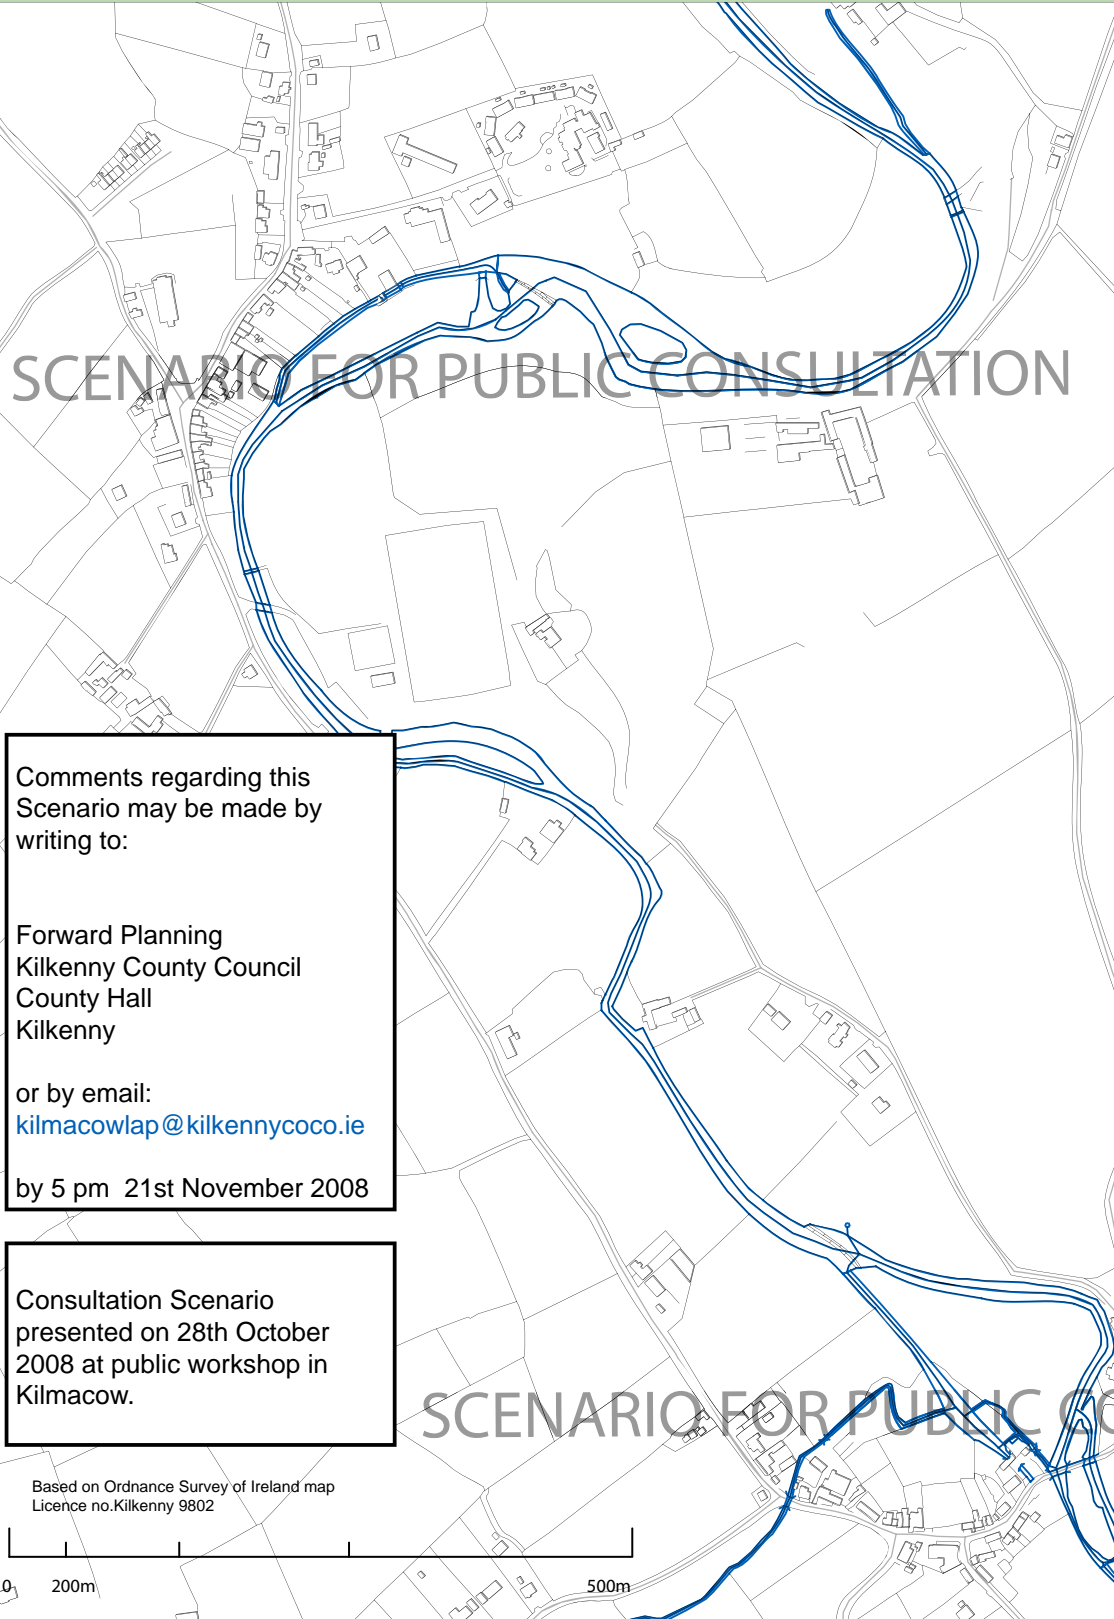 SCENARIO FOR PUBLIC CONSULTATION
Comments regarding this
Scenario may be made by
writing to:
Forward Planning
Kilkenny County Council
County Hall
Kilkenny
or by email:
kilmacowlap@kilkennycoco.ie
by 5 pm 21st November 2008
Consultation Scenario
presented on 28th October
2008 at public workshop in
Kilmacow.
SCENARIO FOR PUBLIC CO
Based on Ordnance Survey of Ireland map
Licence no.Kilkenny 9802
0 200m 500m